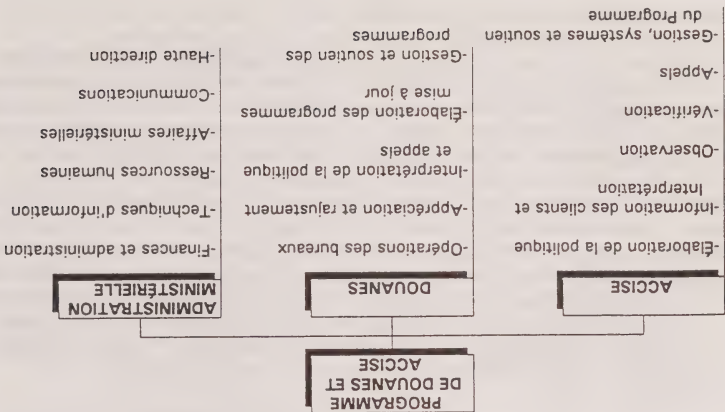 PROGRAMME
DE DOUANES ET
ACCISE
ACCISE
-Élaboration de la politique
-Information des clients et
Interprétation
-Observation
-Vérification
-Appels
-Gestion, systèmes et soutien
du Programme
DOUANES
-Opérations des bureaux
-Appréciation et rajustement
-Interprétation de la politique
et appels
-Élaboration des programmes
mise à jour
-Gestion et soutien des
programmes
ADMINISTRATION
MINISTÉRIELLE
-Finances et administration
-Techniques d'information
-Ressources humaines
-Affaires ministérielles
-Communications
-Haute direction